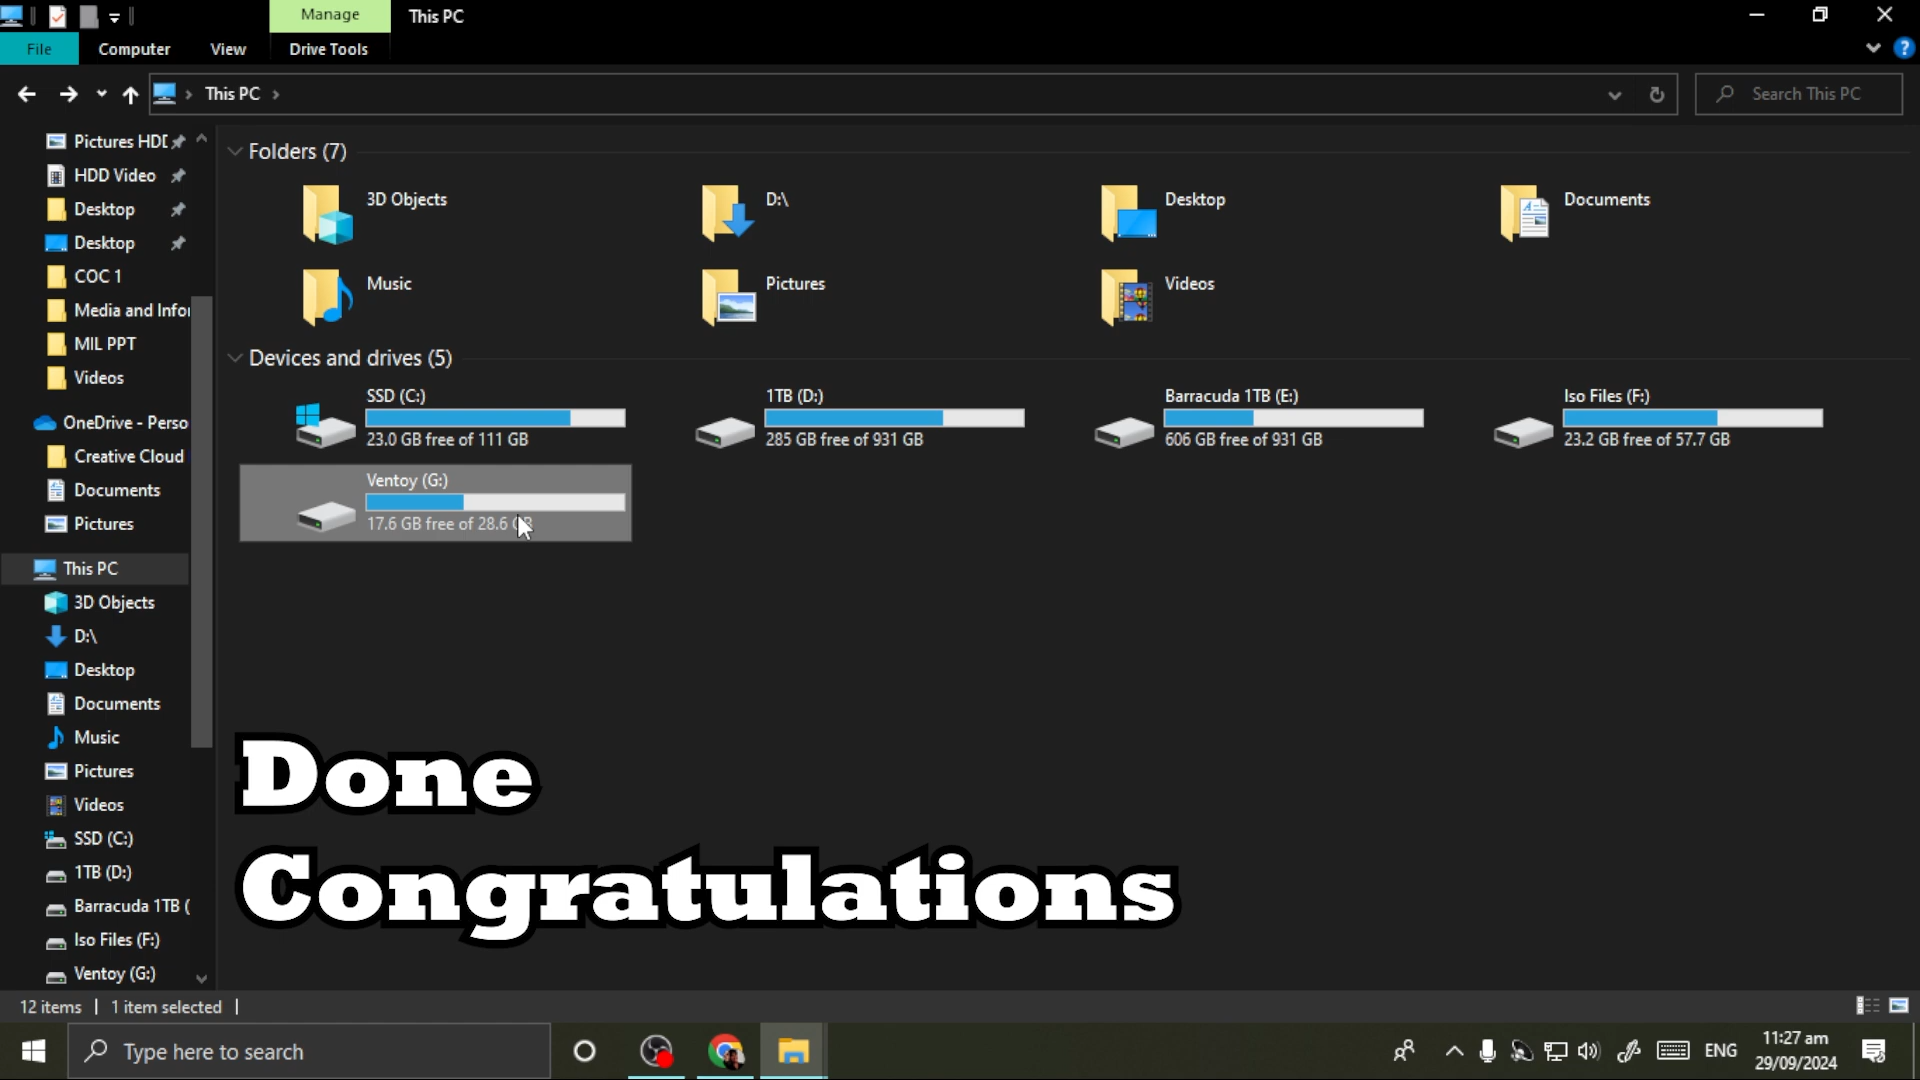 Manage
This PC
File
Computer
View
Drive Tools
This PC
Search This PC
Pictures HDD
HDD Video
Desktop
Desktop
COC 1
Media and Infor
MIL PPT
Videos
OneDrive - Perso
Creative Cloud
Documents
Pictures
This PC
3D Objects
D:\
Desktop
Documents
Music
Pictures
Videos
SSD (C:)
1TB (D:)
Barracuda 1TB (
Iso Files (F:)
Ventoy (G:)
Folders (7)
3D Objects
D:\
Desktop
Documents
Music
Pictures
Videos
Devices and drives (5)
SSD (C:)
23.0 GB free of 111 GB
1TB (D:)
285 GB free of 931 GB
Barracuda 1TB (E:)
606 GB free of 931 GB
Iso Files (F:)
23.2 GB free of 57.7 GB
Ventoy (G:)
17.6 GB free of 28.6 GB
Done
Congratulations
12 items
1 item selected
Type here to search
ENG
11:27 am
29/09/2024